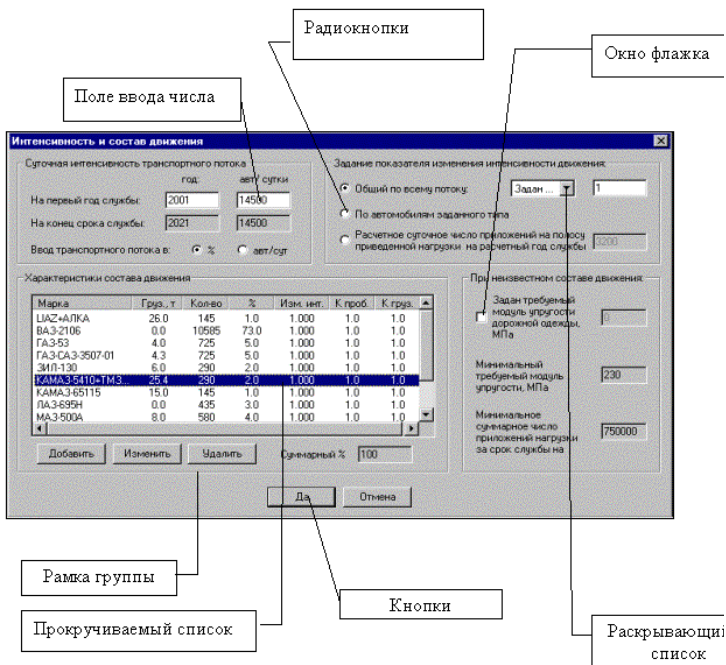 Радиокнопки
Окно флажка
Поле ввода числа
Интенсивность и состав движения
Суточная интенсивность транспортного потока
год: авт/ сутки
На первый год службы: 2001 14500
На конец срока службы: 2021 14500
Ввод транспортного потока в: % авт/сут
Задание показателя изменения интенсивности движения:
Общий по всему потоку: Задан ... 1
По автомобилям заданного типа
Расчетное суточное число приложений на полосу
приведенной нагрузки на расчетный год службы 3200
Характеристики состава движения
Марка Груз., т Кол-во % Изм. инт. К проб. К груз.
LIAZ+АЛКА 26.0 145 1.0 1.000 1.0 1.0
ВАЗ-2106 0.0 10585 73.0 1.000 1.0 1.0
ГАЗ-53 4.0 725 5.0 1.000 1.0 1.0
ГАЗ-САЗ-3507-01 4.3 725 5.0 1.000 1.0 1.0
ЗИЛ-130 6.0 290 2.0 1.000 1.0 1.0
КАМАЗ-5410+ТМЗ... 25.4 290 2.0 1.000 1.0 1.0
КАМАЗ-65115 15.0 145 1.0 1.000 1.0 1.0
ЛАЗ-695Н 0.0 435 3.0 1.000 1.0 1.0
МАЗ-500А 8.0 580 4.0 1.000 1.0 1.0
Добавить Изменить Удалить Суммарный % 100
При неизвестном составе движения:
Задан требуемый
модуль упругости
дорожной одежды,
МПа
Минимальный
требуемый модуль
упругости, МПа
230
Минимальное
суммарное число
приложений нагрузки
за срок службы на
750000
Да Отмена
Рамка группы
Кнопки
Прокручиваемый список
Раскрывающий
список